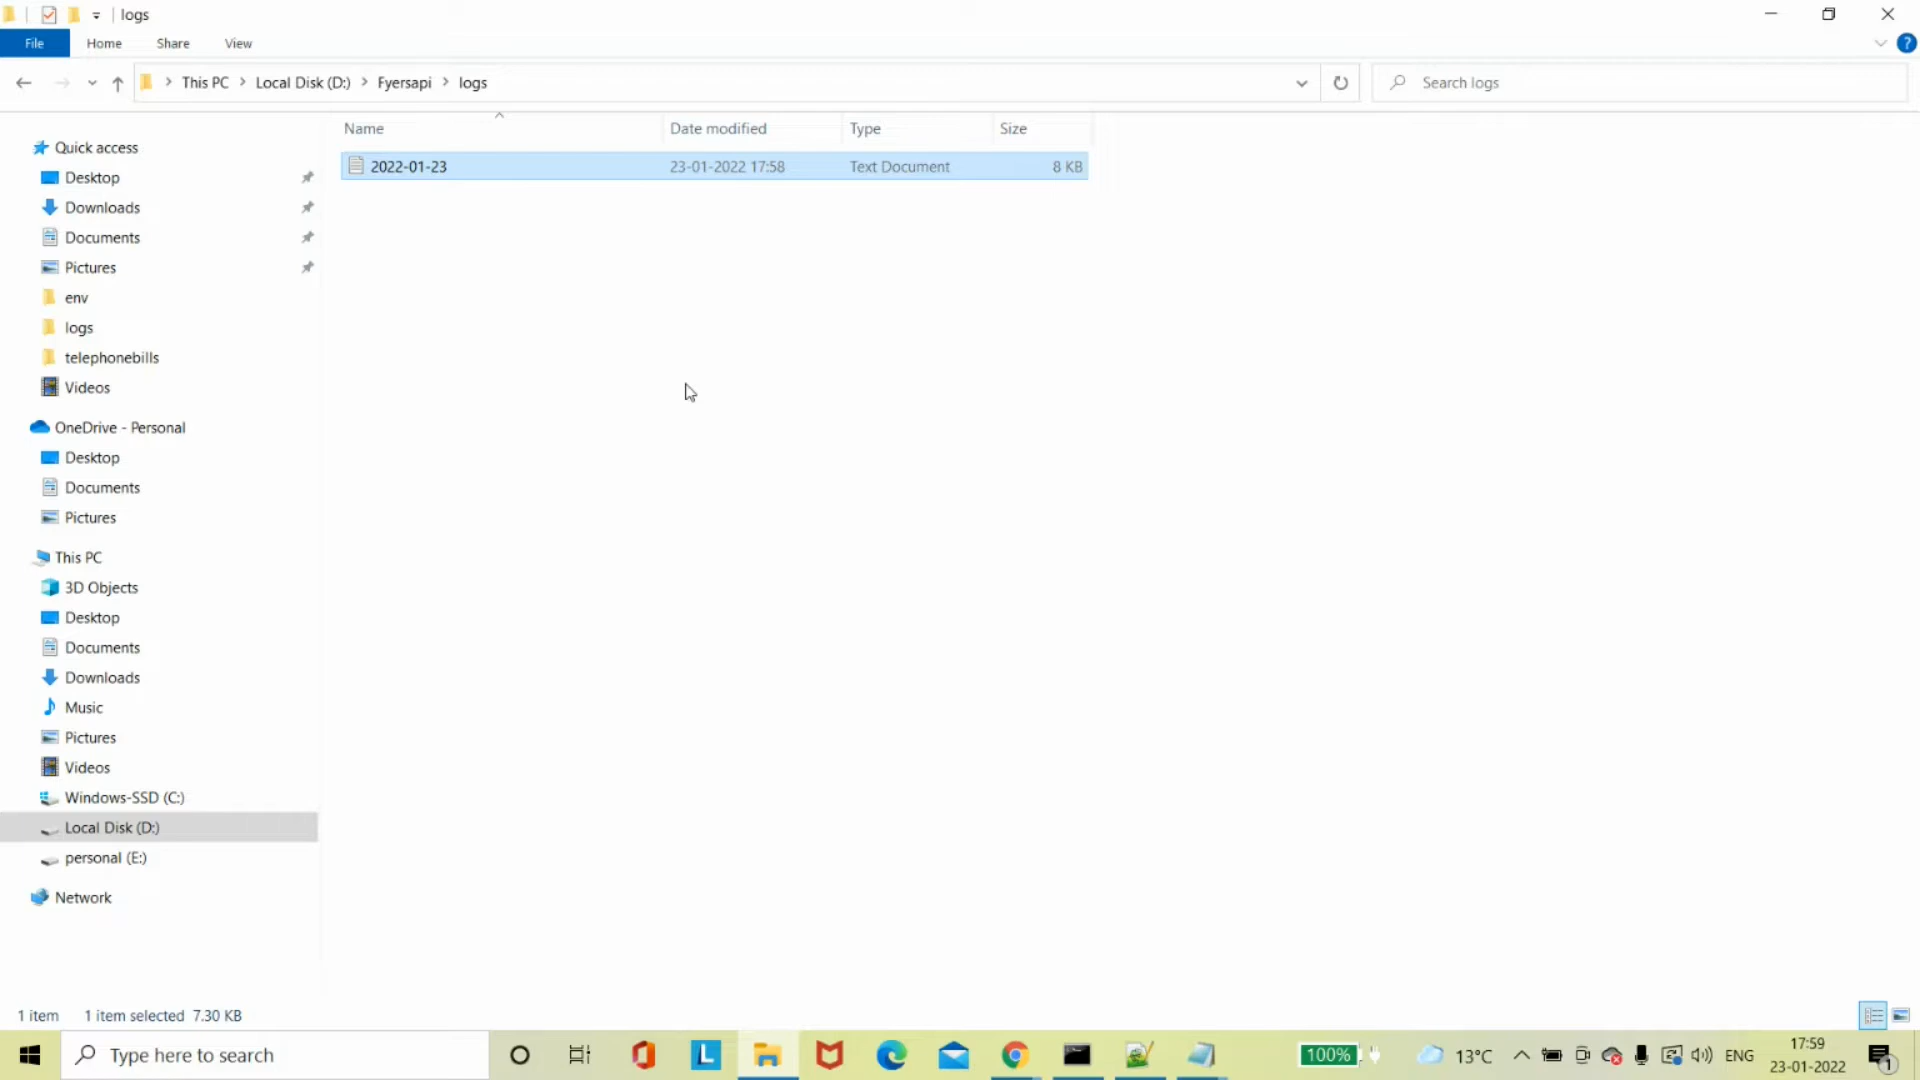 logs
File Home Share View
This PC Local Disk (D:) Fyersapi logs
Search logs
Name Date modified Type Size
2022-01-23 23-01-2022 17:58 Text Document 8 KB
Quick access
Desktop
Downloads
Documents
Pictures
env
logs
telephonebills
Videos
OneDrive - Personal
Desktop
Documents
Pictures
This PC
3D Objects
Desktop
Documents
Downloads
Music
Pictures
Videos
Windows-SSD (C:)
Local Disk (D:)
personal (E:)
Network
1 item 1 item selected 7.30 KB
Type here to search
100% 13°C ENG
17:59
23-01-2022
1